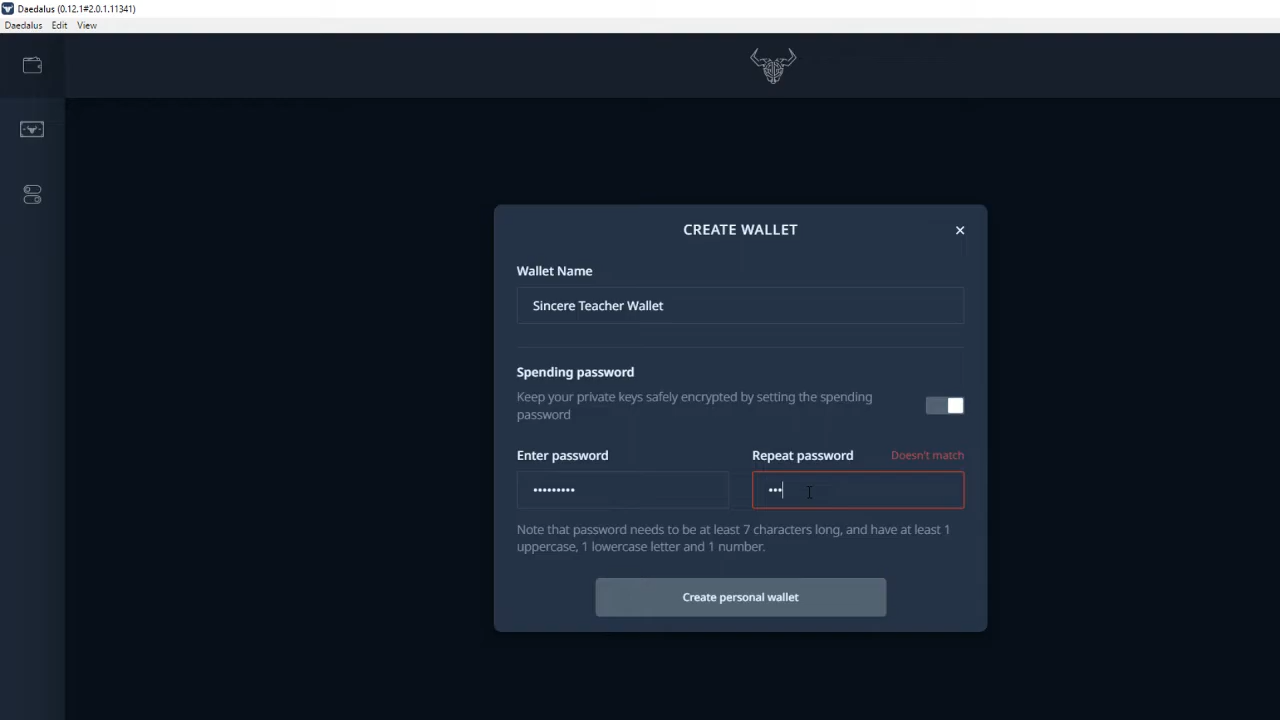 Daedalus (0.12.1#2.0.1.11341)
Daedalus Edit View
CREATE WALLET
Wallet Name
Sincere Teacher Wallet
Spending password
Keep your private keys safely encrypted by setting the spending
password
Enter password
Repeat password Doesn't match
•••••••••
•••
Note that password needs to be at least 7 characters long, and have at least 1
uppercase, 1 lowercase letter and 1 number.
Create personal wallet